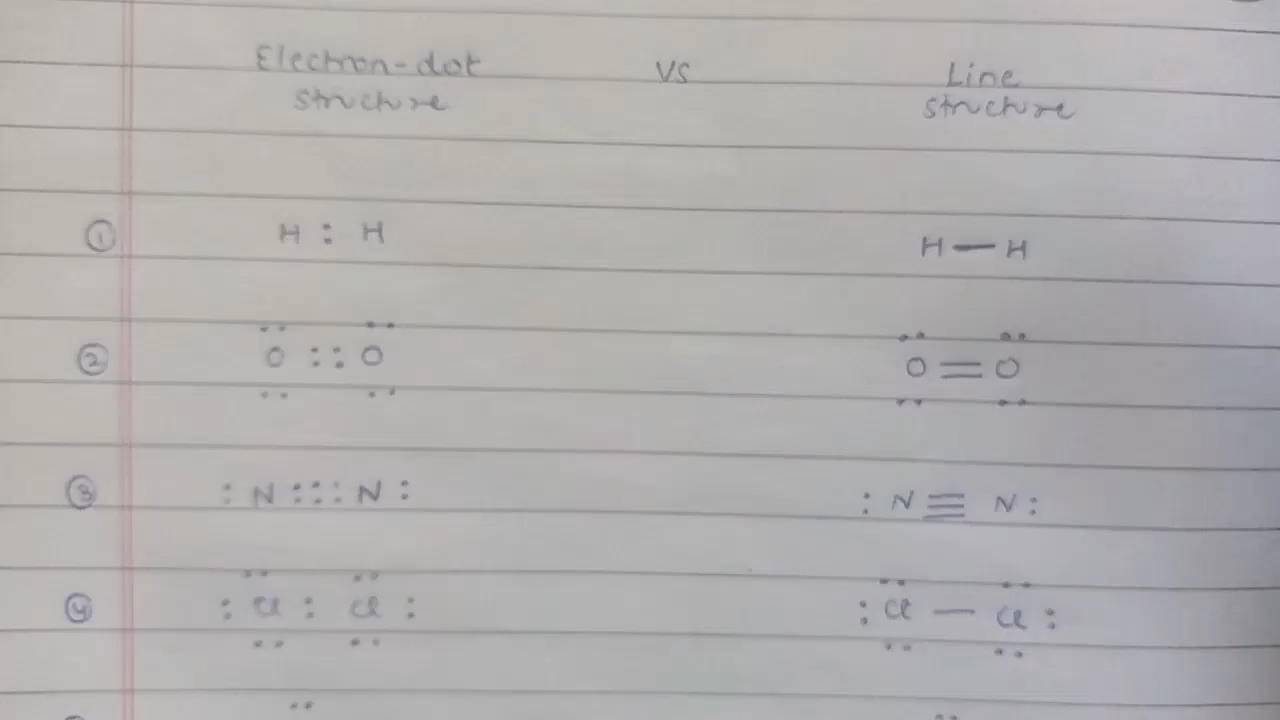 Electron-dot vs Line
structure structure
① H : H H — H
② O :: O O = O
③ : N ::: N : : N ≡ N :
④ : Cl : Cl : : Cl — Cl :